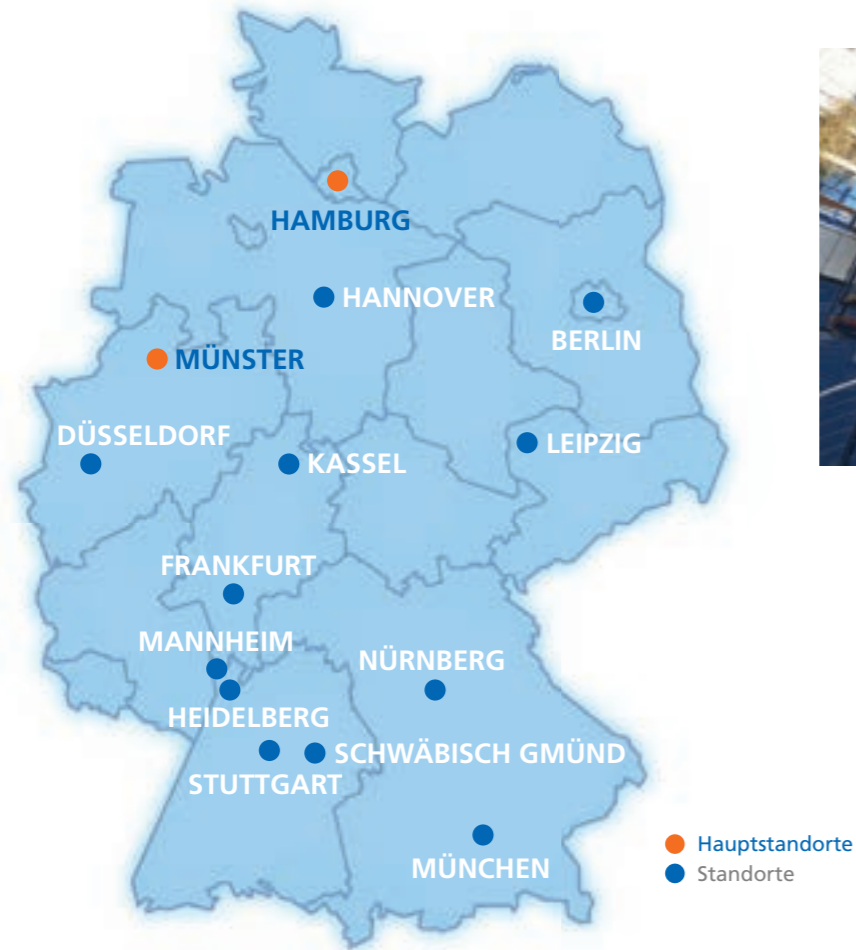 HAMBURG
HANNOVER
BERLIN
MÜNSTER
DÜSSELDORF
LEIPZIG
KASSEL
FRANKFURT
MANNHEIM
NÜRNBERG
HEIDELBERG
SCHWÄBISCH GMÜND
STUTTGART
MÜNCHEN
Hauptstandorte
Standorte